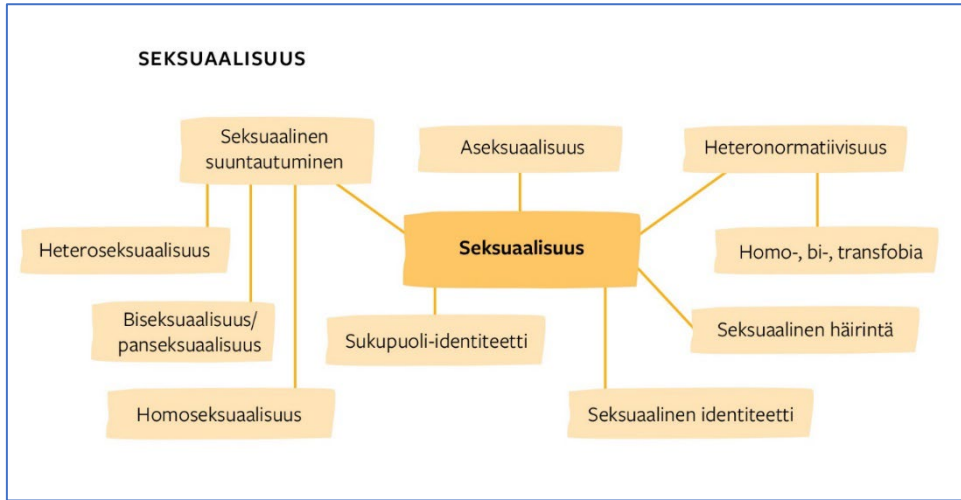 SEKSUAALISUUS
Seksuaalinen
suuntautuminen
Aseksuaalisuus
Heteronormatiivisuus
Heteroseksuaalisuus
Seksuaalisuus
Homo-, bi-, transfobia
Biseksuaalisuus/
panseksuaalisuus
Sukupuoli-identiteetti
Seksuaalinen häirintä
Homoseksuaalisuus
Seksuaalinen identiteetti